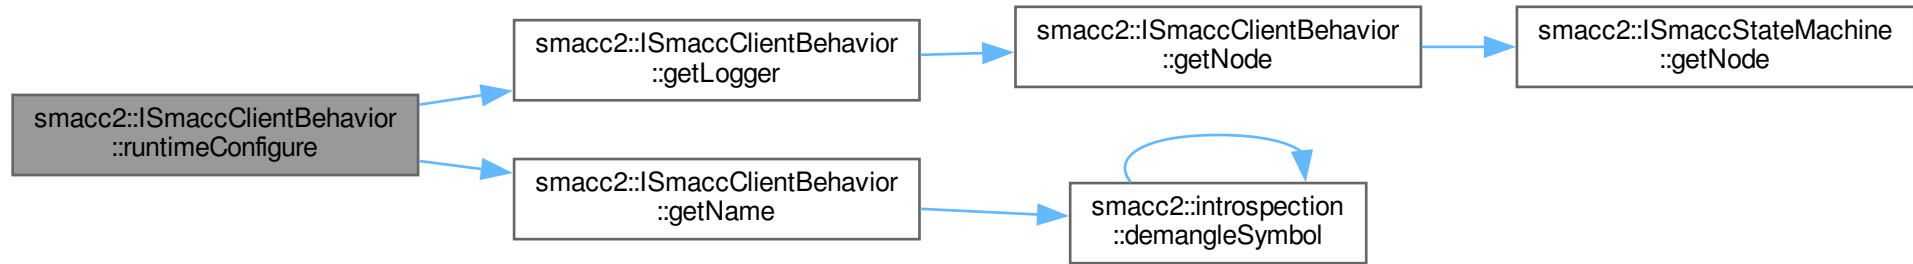 smacc2::ISmaccClientBehavior
::runtimeConfigure
smacc2::ISmaccClientBehavior
::getLogger
smacc2::ISmaccClientBehavior
::getNode
smacc2::ISmaccStateMachine
::getNode
smacc2::ISmaccClientBehavior
::getName
smacc2::introspection
::demangleSymbol